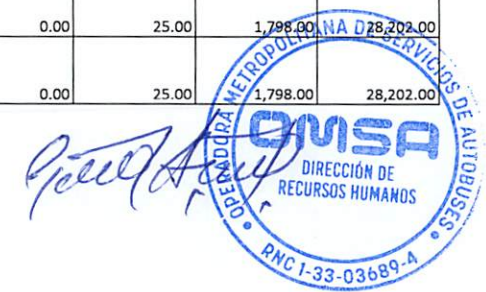 0.00 25.00 1,798.00 28,202.00
0.00 25.00 1,798.00 28,202.00
OPERADORA METROPOLITANA DE SERVICIOS DE AUTOBUSES
OMSA
DIRECCIÓN DE
RECURSOS HUMANOS
RNC 1-33-03689-4